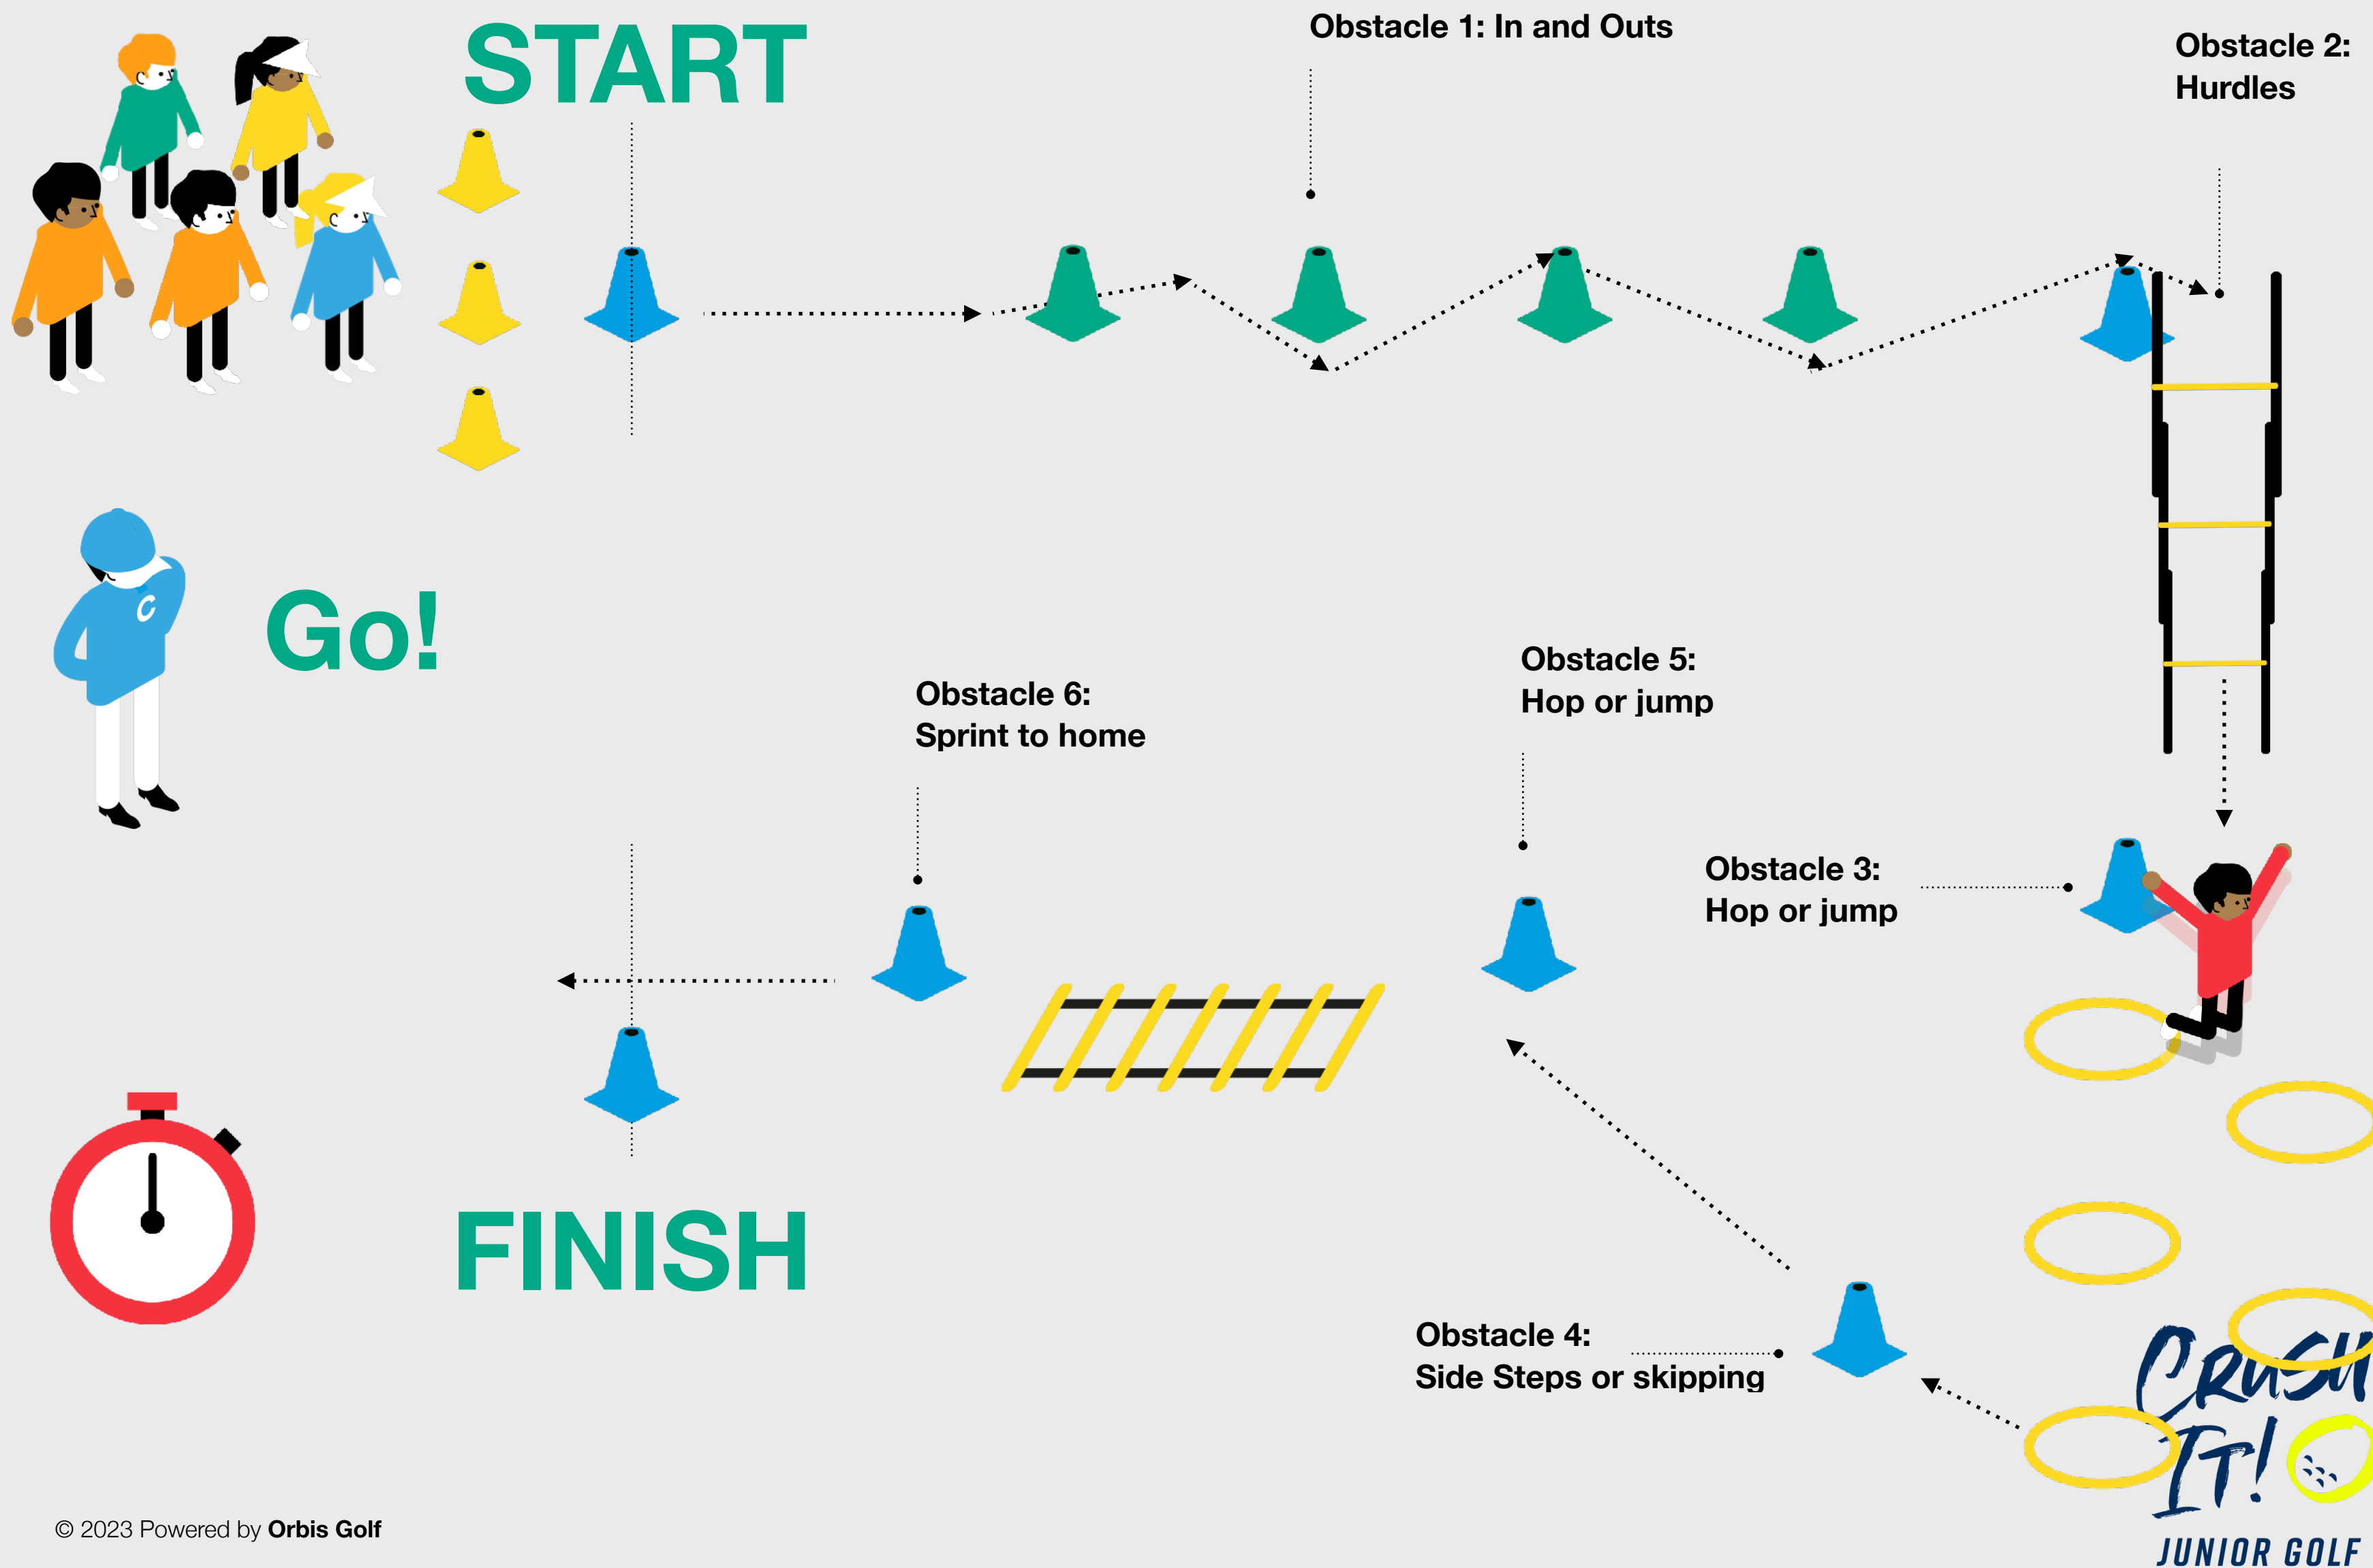 START
Obstacle 1: In and Outs
Obstacle 2:
Hurdles
Go!
C
Obstacle 6:
Sprint to home
Obstacle 5:
Hop or jump
Obstacle 3:
Hop or jump
FINISH
Obstacle 4:
Side Steps or skipping
CRUSH
IT!
JUNIOR GOLF
© 2023 Powered by Orbis Golf